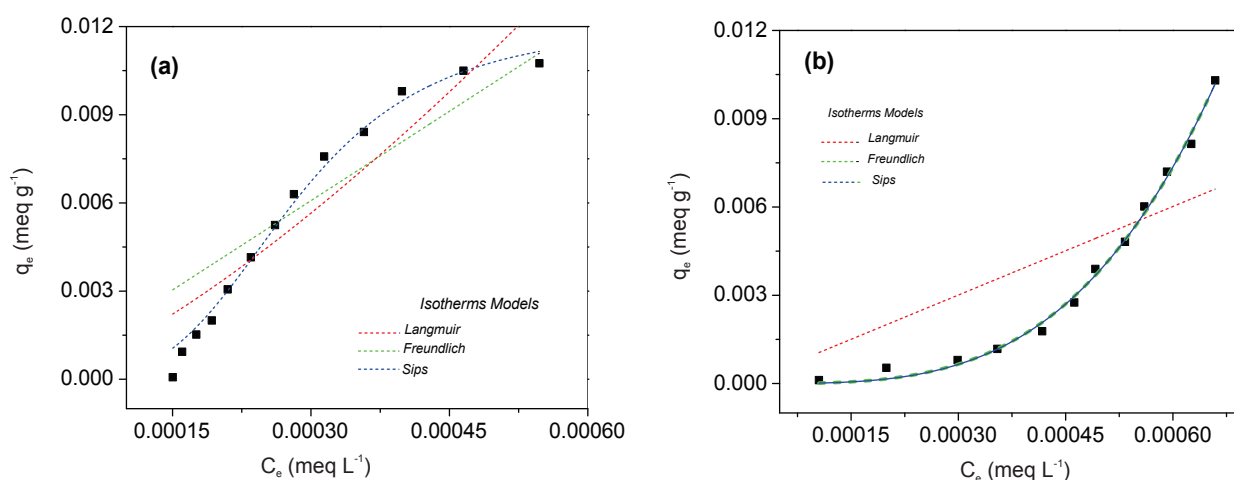 (a)
0.012
0.009
0.006
0.003
0.000
qe (meq g-1)
Isotherms Models
Langmuir
Freundlich
Sips
0.00015 0.00030 0.00045 0.00060
Ce (meq L-1)
(b)
0.012
0.009
0.006
0.003
0.000
qe (meq g-1)
Isotherms Models
Langmuir
Freundlich
Sips
0.00015 0.00030 0.00045 0.00060
Ce (meq L-1)